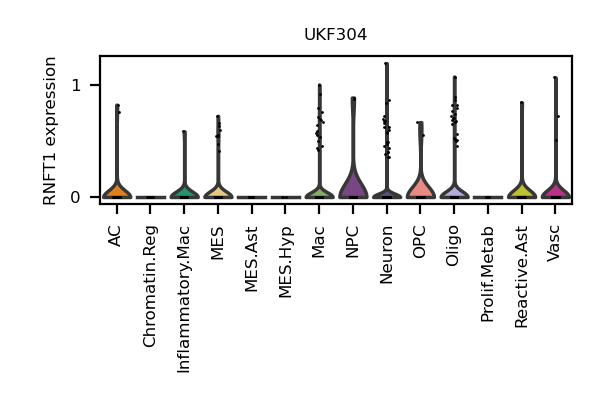 UKF304
RNFT1 expression
1
0
AC
Chromatin.Reg
Inflammatory.Mac
MES
MES.Ast
MES.Hyp
Mac
NPC
Neuron
OPC
Oligo
Prolif.Metab
Reactive.Ast
Vasc